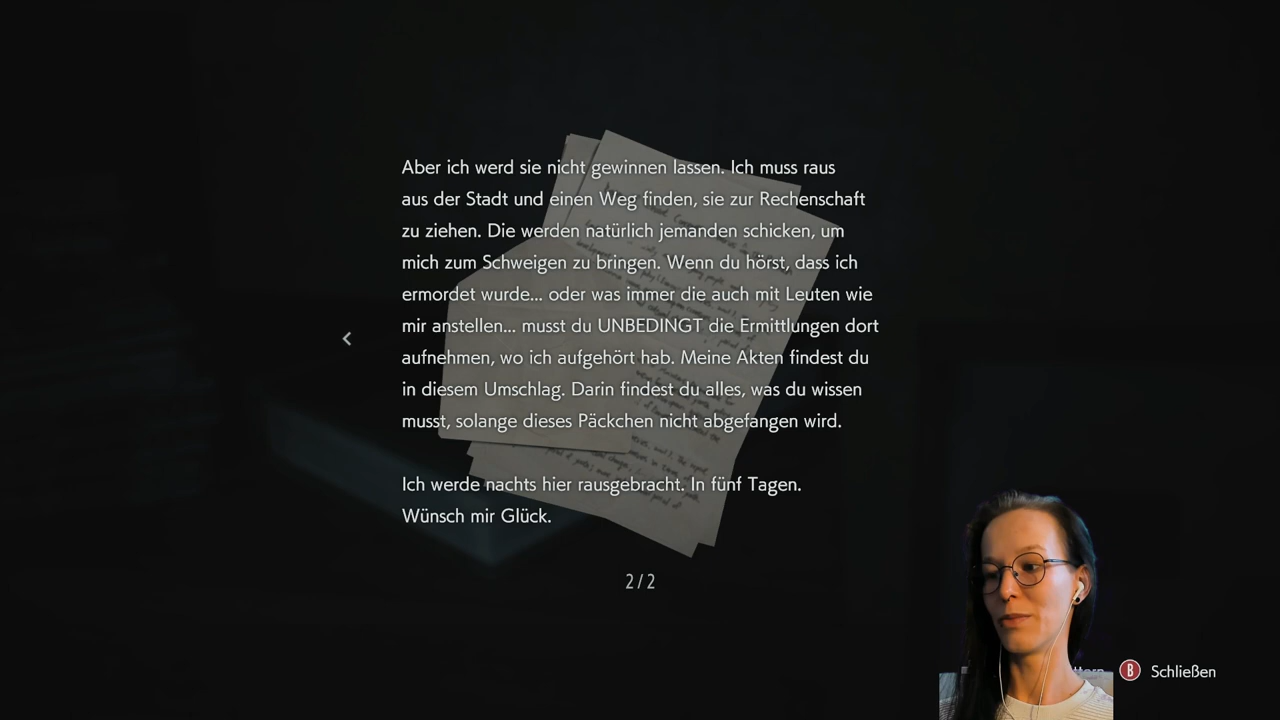 Aber ich werd sie nicht gewinnen lassen. Ich muss raus
aus der Stadt und einen Weg finden, sie zur Rechenschaft
zu ziehen. Die werden natürlich jemanden schicken, um
mich zum Schweigen zu bringen. Wenn du hörst, dass ich
ermordet wurde... oder was immer die auch mit Leuten wie
mir anstellen... musst du UNBEDINGT die Ermittlungen dort
aufnehmen, wo ich aufgehört hab. Meine Akten findest du
in diesem Umschlag. Darin findest du alles, was du wissen
musst, solange dieses Päckchen nicht abgefangen wird.
Ich werde nachts hier rausgebracht. In fünf Tagen.
Wünsch mir Glück.
2/2
B Schließen